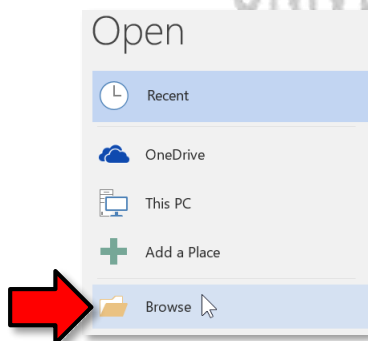 Open
Recent
OneDrive
This PC
Add a Place
Browse